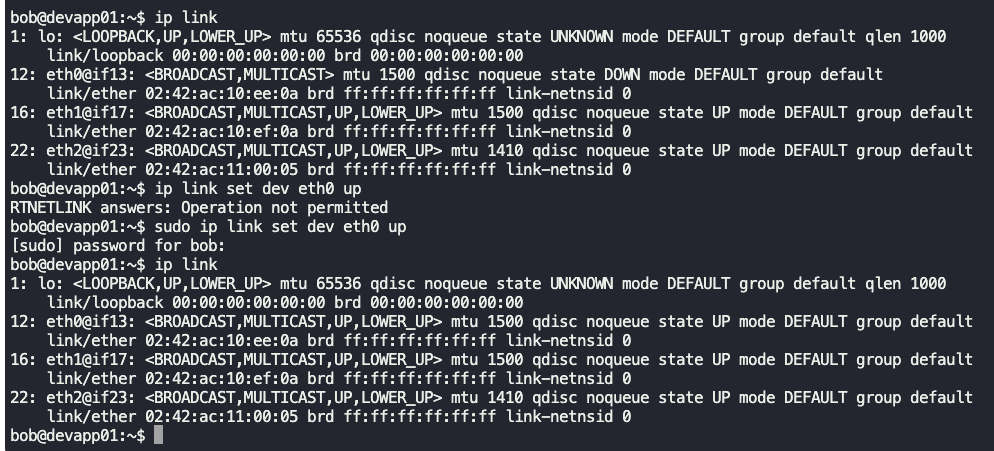 bob@devapp01:~$ ip link
1: lo: <LOOPBACK,UP,LOWER_UP> mtu 65536 qdisc noqueue state UNKNOWN mode DEFAULT group default qlen 1000
    link/loopback 00:00:00:00:00:00 brd 00:00:00:00:00:00
12: eth0@if13: <BROADCAST,MULTICAST> mtu 1500 qdisc noqueue state DOWN mode DEFAULT group default
    link/ether 02:42:ac:10:ee:0a brd ff:ff:ff:ff:ff:ff link-netnsid 0
16: eth1@if17: <BROADCAST,MULTICAST,UP,LOWER_UP> mtu 1500 qdisc noqueue state UP mode DEFAULT group default
    link/ether 02:42:ac:10:ef:0a brd ff:ff:ff:ff:ff:ff link-netnsid 0
22: eth2@if23: <BROADCAST,MULTICAST,UP,LOWER_UP> mtu 1410 qdisc noqueue state UP mode DEFAULT group default
    link/ether 02:42:ac:11:00:05 brd ff:ff:ff:ff:ff:ff link-netnsid 0
bob@devapp01:~$ ip link set dev eth0 up
RTNETLINK answers: Operation not permitted
bob@devapp01:~$ sudo ip link set dev eth0 up
[sudo] password for bob:
bob@devapp01:~$ ip link
1: lo: <LOOPBACK,UP,LOWER_UP> mtu 65536 qdisc noqueue state UNKNOWN mode DEFAULT group default qlen 1000
    link/loopback 00:00:00:00:00:00 brd 00:00:00:00:00:00
12: eth0@if13: <BROADCAST,MULTICAST,UP,LOWER_UP> mtu 1500 qdisc noqueue state UP mode DEFAULT group default
    link/ether 02:42:ac:10:ee:0a brd ff:ff:ff:ff:ff:ff link-netnsid 0
16: eth1@if17: <BROADCAST,MULTICAST,UP,LOWER_UP> mtu 1500 qdisc noqueue state UP mode DEFAULT group default
    link/ether 02:42:ac:10:ef:0a brd ff:ff:ff:ff:ff:ff link-netnsid 0
22: eth2@if23: <BROADCAST,MULTICAST,UP,LOWER_UP> mtu 1410 qdisc noqueue state UP mode DEFAULT group default
    link/ether 02:42:ac:11:00:05 brd ff:ff:ff:ff:ff:ff link-netnsid 0
bob@devapp01:~$